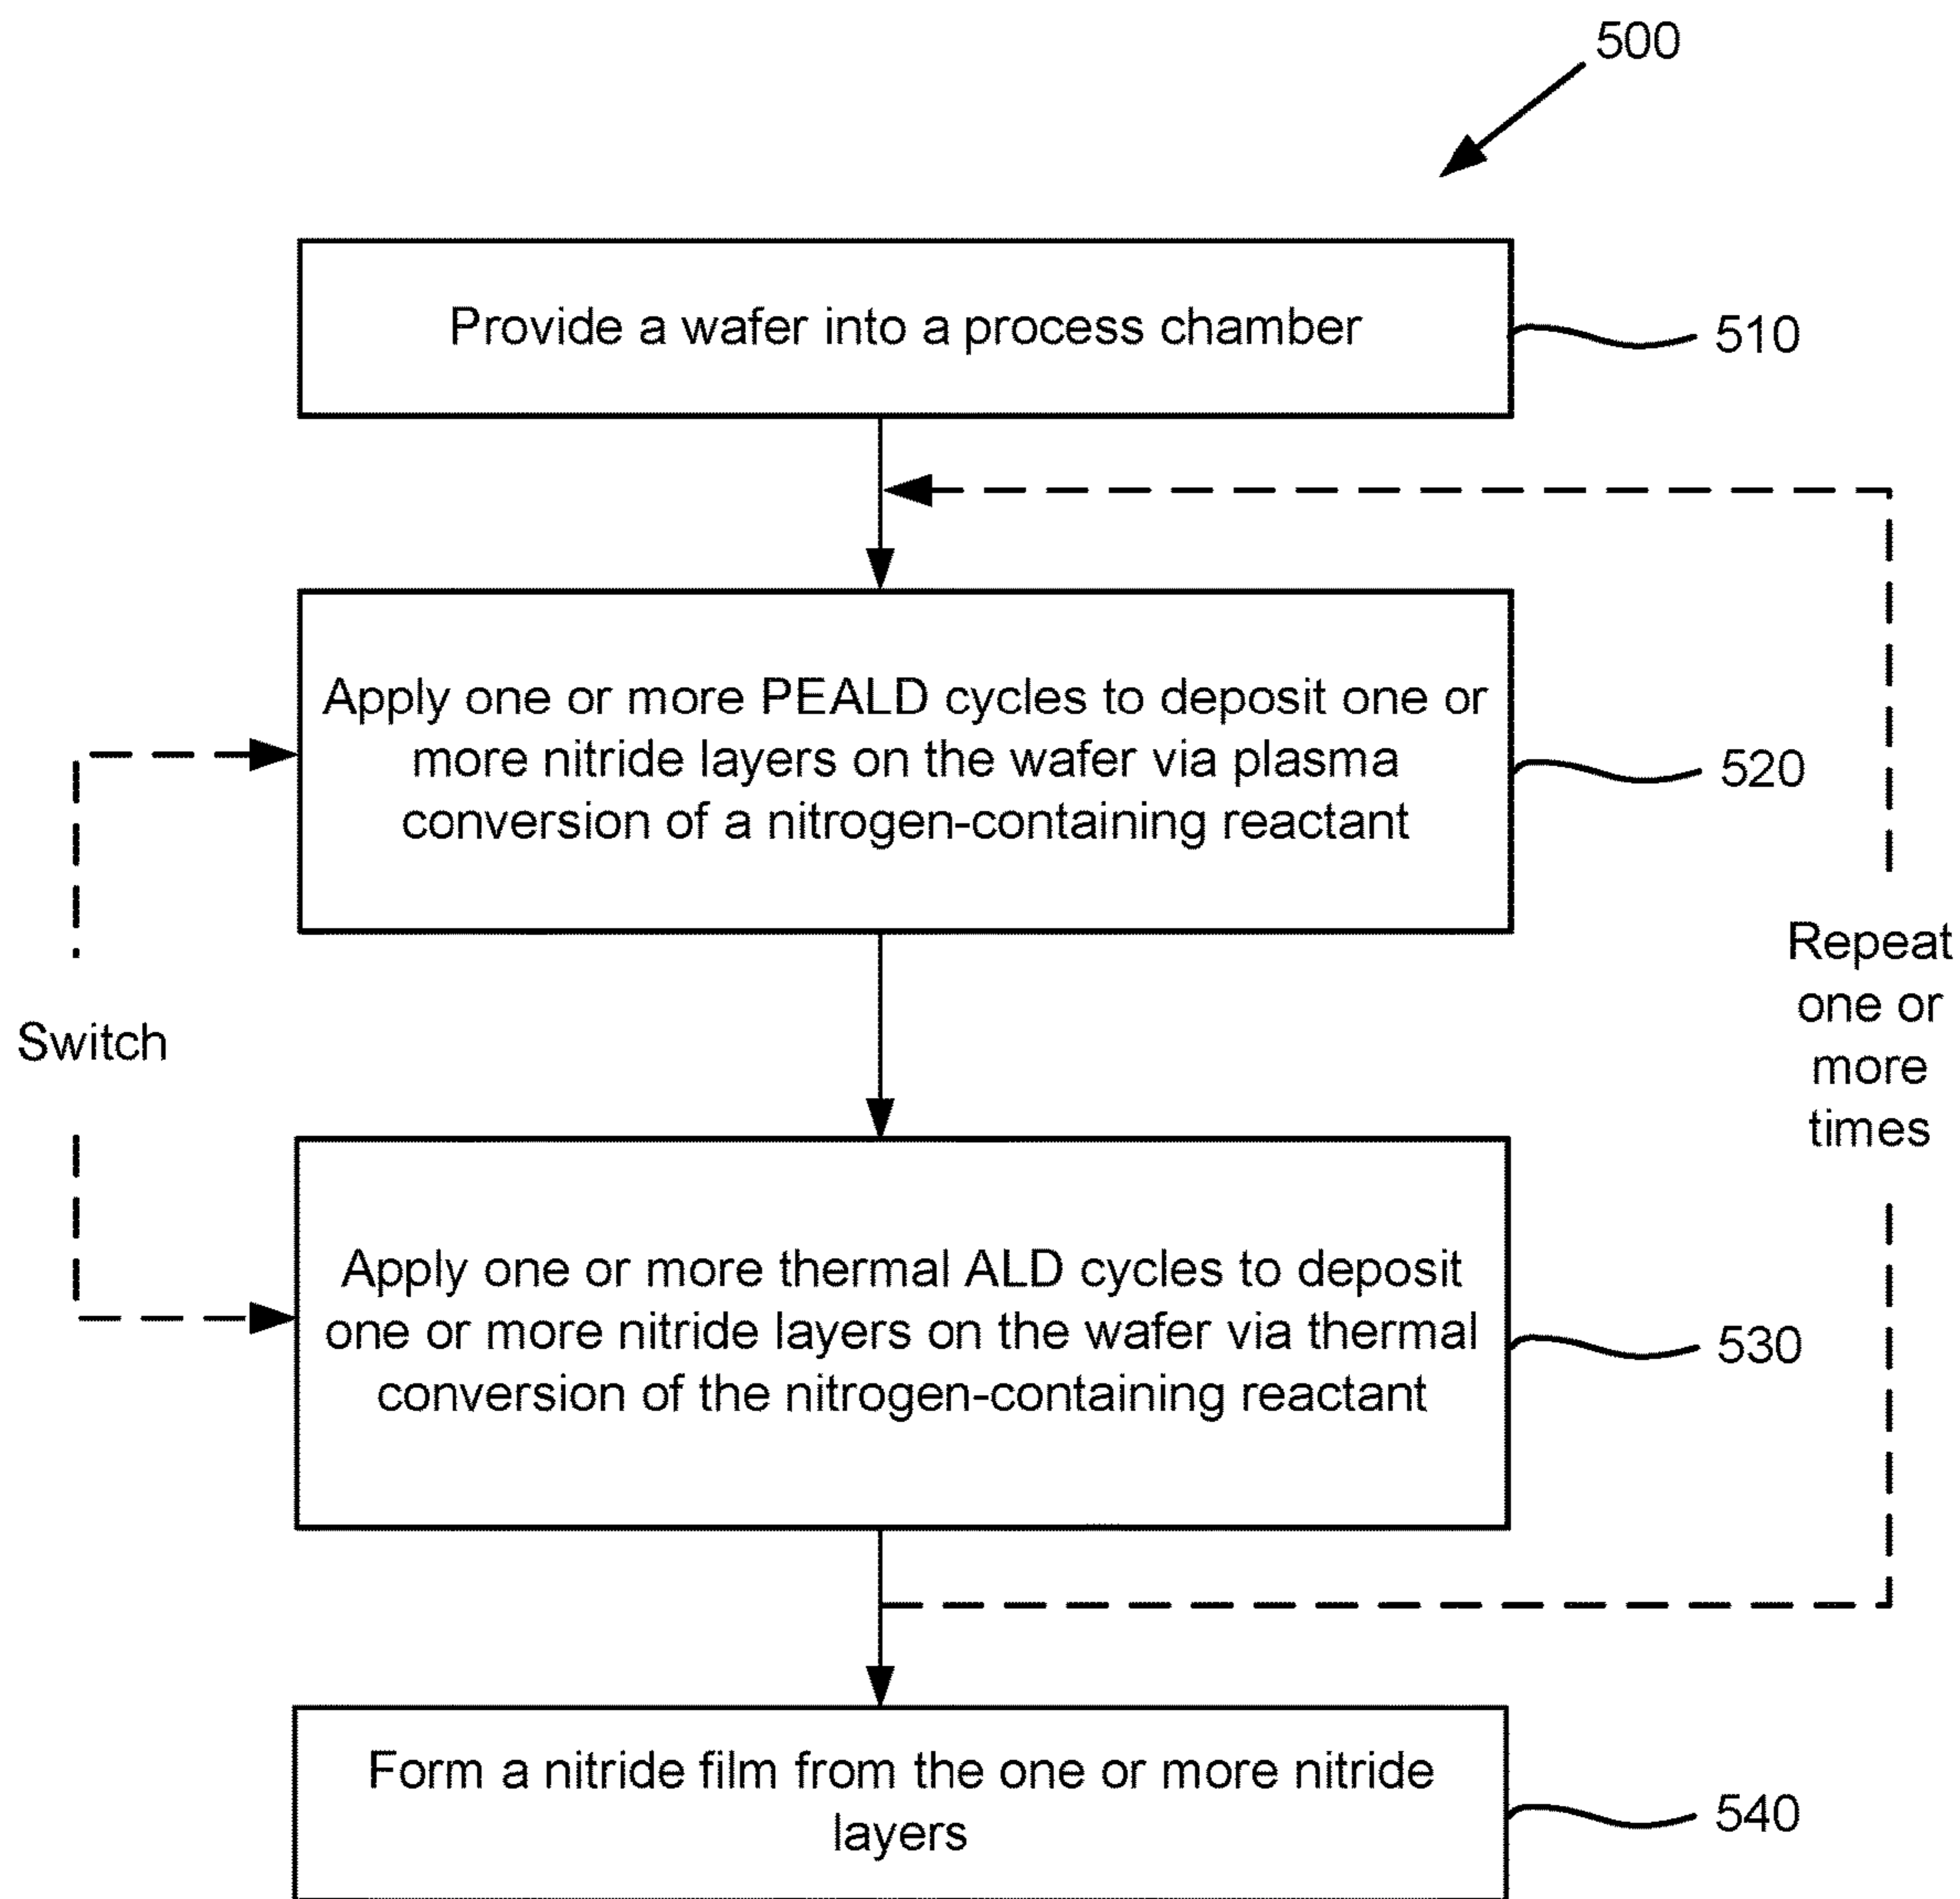 500
Provide a wafer into a process chamber
510
Apply one or more PEALD cycles to deposit one or
more nitride layers on the wafer via plasma
conversion of a nitrogen-containing reactant
520
Repeat
one or
more
times
Switch
Apply one or more thermal ALD cycles to deposit
one or more nitride layers on the wafer via thermal
conversion of the nitrogen-containing reactant
530
Form a nitride film from the one or more nitride
layers
540